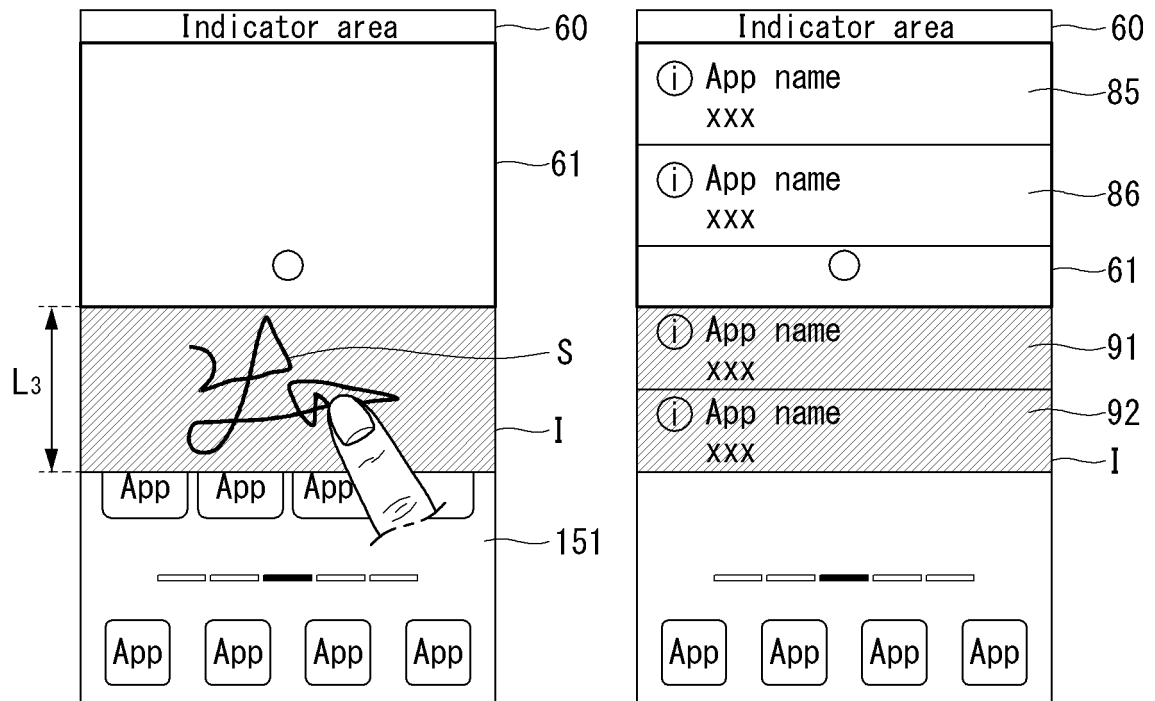 Indicator area
60
61
L3
S
I
App App App
151
App App App App
Indicator area
60
i App name
xxx
85
i App name
xxx
86
61
i App name
xxx
91
i App name
xxx
92
I
App App App App